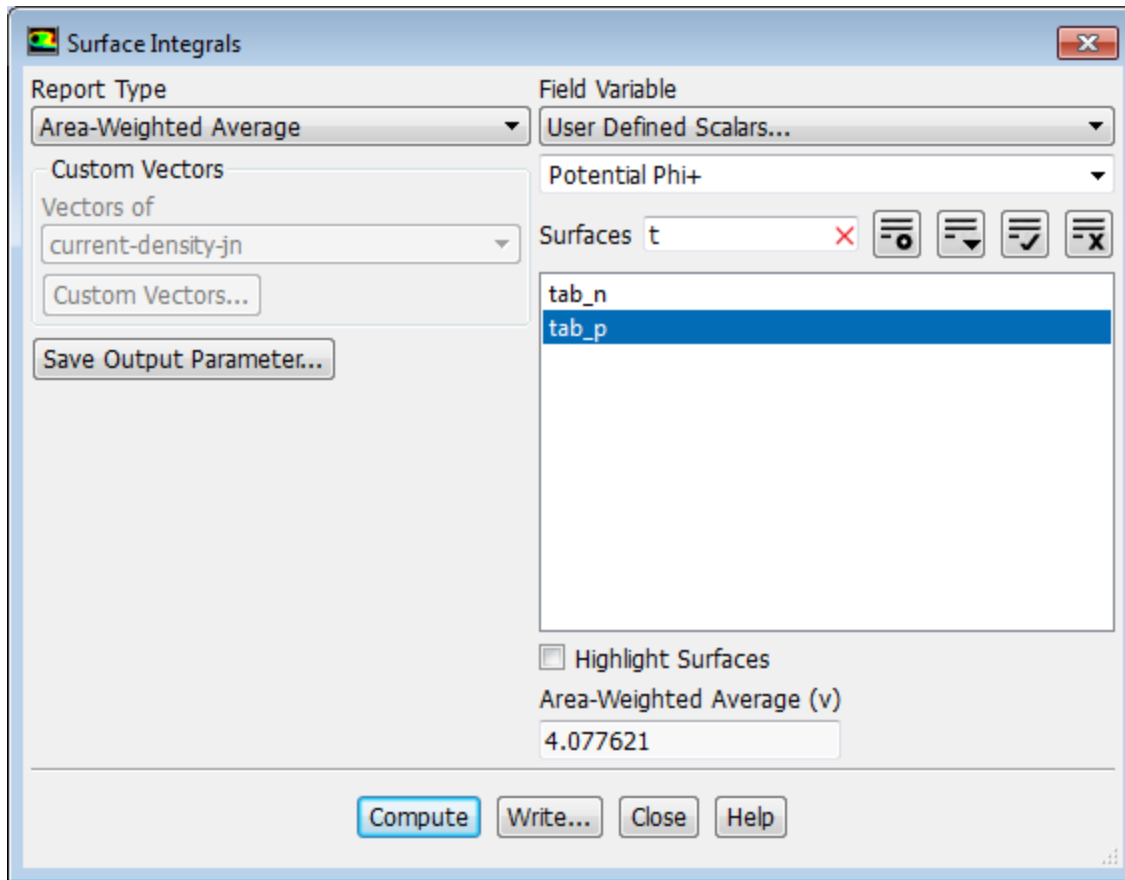 Surface Integrals
Report Type
Area-Weighted Average
Custom Vectors
Vectors of
current-density-jn
Custom Vectors...
Save Output Parameter...
Field Variable
User Defined Scalars...
Potential Phi+
Surfaces t
tab_n
tab_p
Highlight Surfaces
Area-Weighted Average (v)
4.077621
Compute Write... Close Help